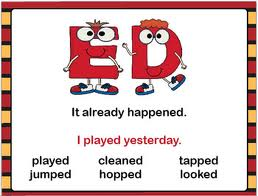 ED
It already happened.
I played yesterday.
played cleaned tapped
jumped hopped looked